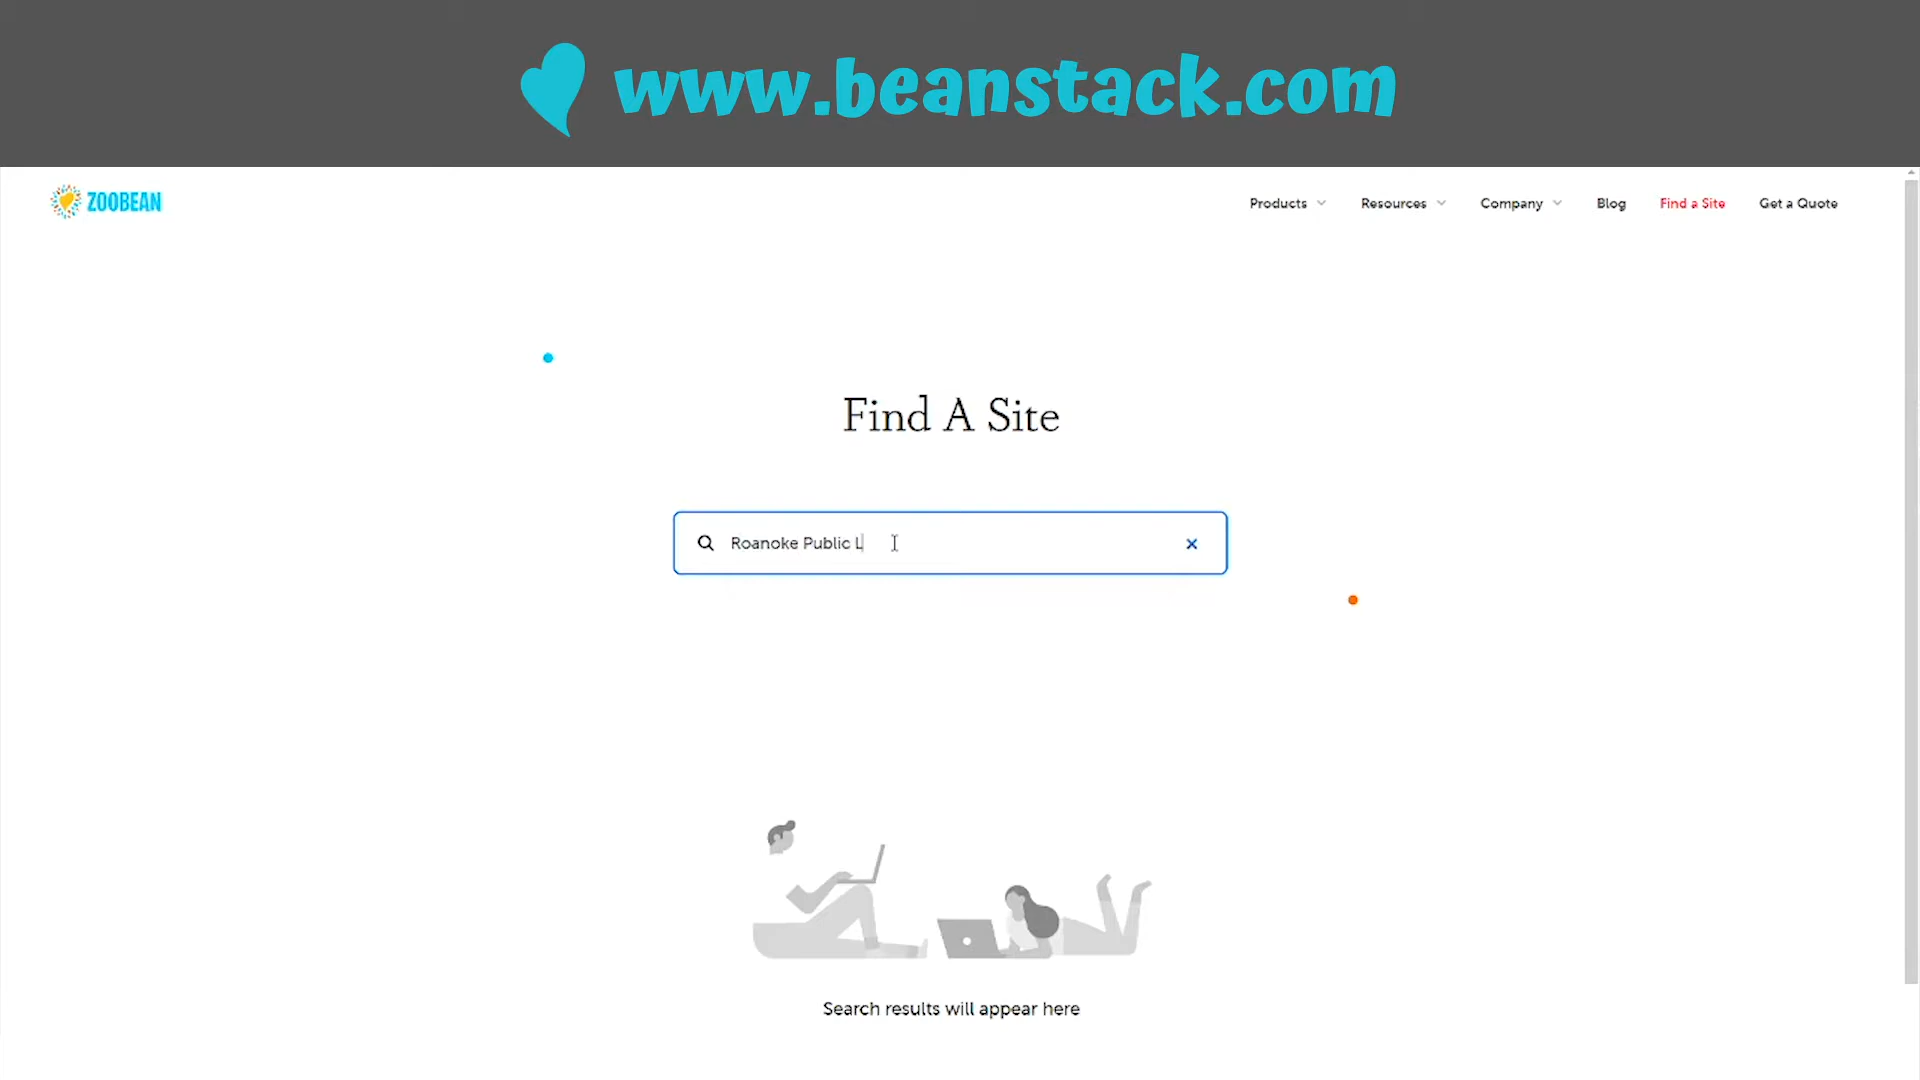 www.beanstack.com
ZOOBEAN
Products Resources Company Blog Find a Site Get a Quote
Find A Site
Roanoke Public L
Search results will appear here